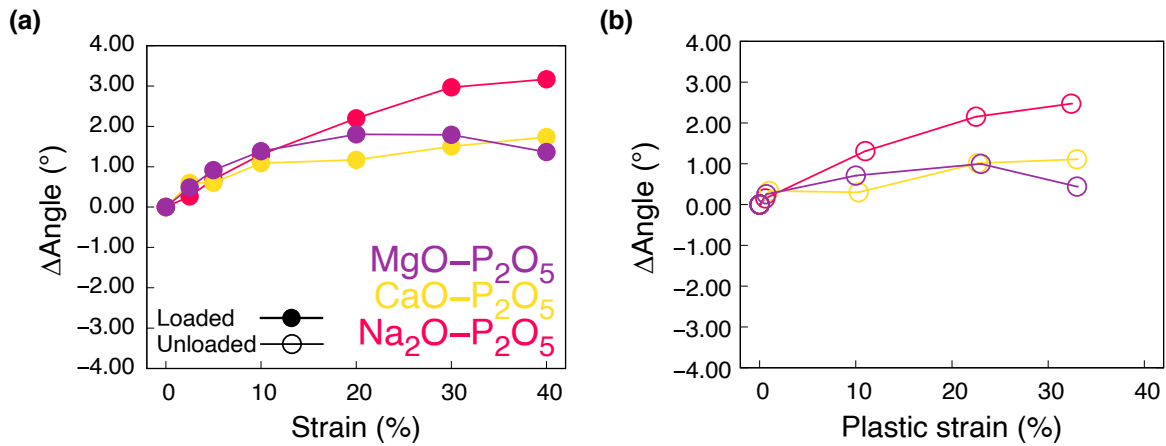 (a)
4.00
3.00
2.00
1.00
0.00
−1.00
−2.00
−3.00
−4.00
ΔAngle (°)
MgO–P2O5
CaO–P2O5
Na2O–P2O5
Loaded
Unloaded
0 10 20 30 40
Strain (%)
(b)
4.00
3.00
2.00
1.00
0.00
−1.00
−2.00
−3.00
−4.00
ΔAngle (°)
0 10 20 30 40
Plastic strain (%)